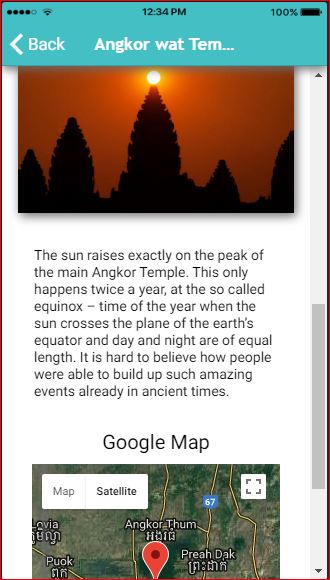 12:34 PM
100%
Back
Angkor wat Tem...
The sun raises exactly on the peak of
the main Angkor Temple. This only
happens twice a year, at the so called
equinox – time of the year when the
sun crosses the plane of the earth's
equator and day and night are of equal
length. It is hard to believe how people
were able to build up such amazing
events already in ancient times.
Google Map
Map
Satellite
67
Lovia
Angkor Thum
អង្គរធំ
Preah Dak
ព្រះដាក់
Puok
ពួក